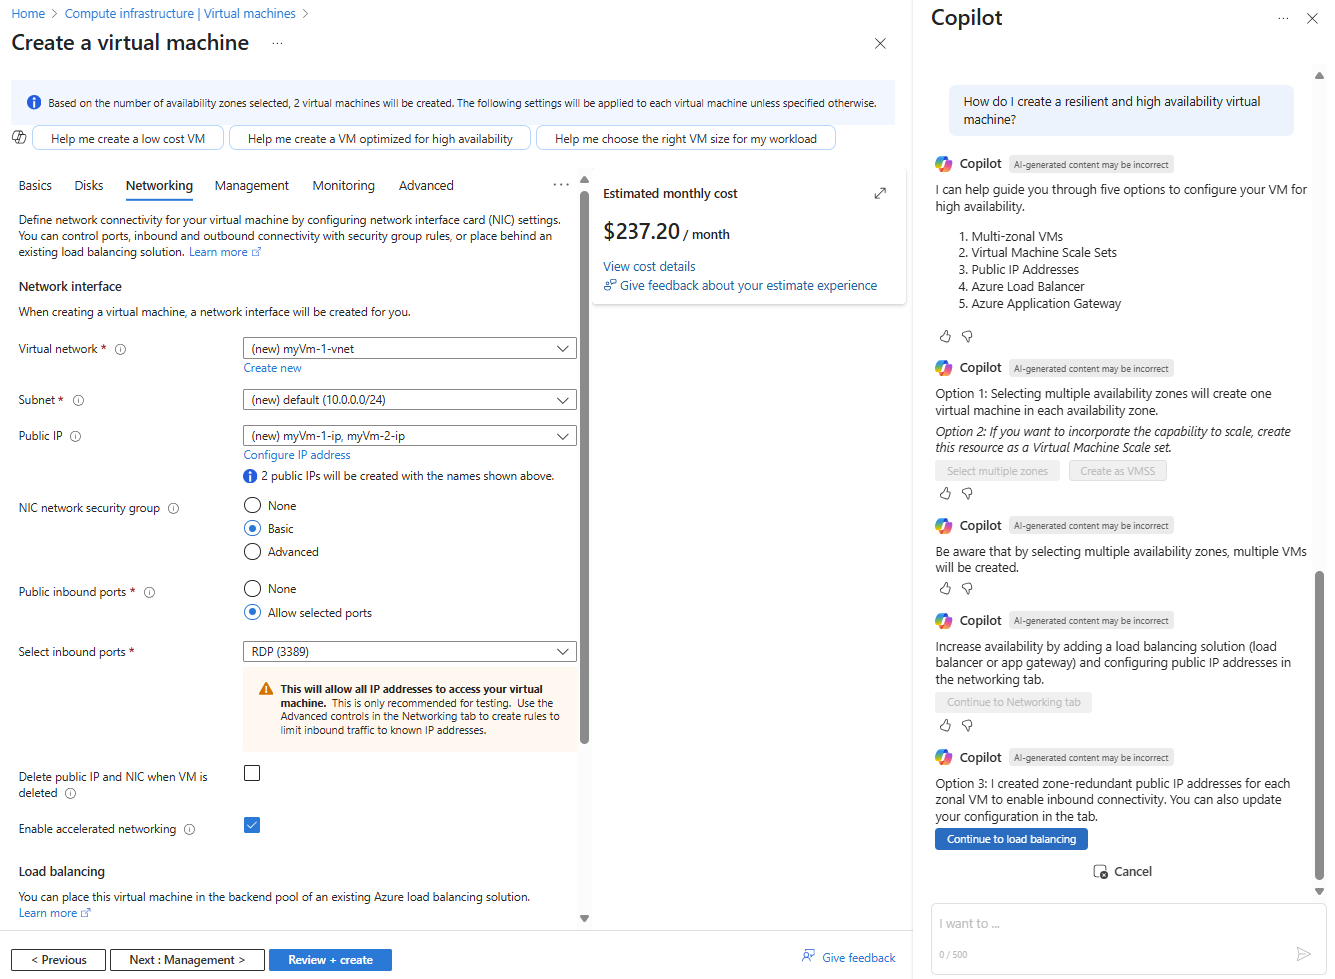 Home > Compute infrastructure | Virtual machines >
Create a virtual machine ...
Based on the number of availability zones selected, 2 virtual machines will be created. The following settings will be applied to each virtual machine unless specified otherwise.
Help me create a low cost VM
Help me create a VM optimized for high availability
Help me choose the right VM size for my workload
Basics
Disks
Networking
Management
Monitoring
Advanced
...
Define network connectivity for your virtual machine by configuring network interface card (NIC) settings.
You can control ports, inbound and outbound connectivity with security group rules, or place behind an
existing load balancing solution. Learn more
Network interface
When creating a virtual machine, a network interface will be created for you.
Virtual network *
(new) myVm-1-vnet
Create new
Subnet *
(new) default (10.0.0.0/24)
Public IP
(new) myVm-1-ip, myVm-2-ip
Configure IP address
2 public IPs will be created with the names shown above.
NIC network security group
None
Basic
Advanced
Public inbound ports *
None
Allow selected ports
Select inbound ports *
RDP (3389)
This will allow all IP addresses to access your virtual
machine. This is only recommended for testing. Use the
Advanced controls in the Networking tab to create rules to
limit inbound traffic to known IP addresses.
Delete public IP and NIC when VM is
deleted
Enable accelerated networking
Load balancing
You can place this virtual machine in the backend pool of an existing Azure load balancing solution.
Learn more
< Previous
Next : Management >
Review + create
Give feedback
Estimated monthly cost
$237.20 / month
View cost details
Give feedback about your estimate experience
Copilot
...
How do I create a resilient and high availability virtual
machine?
Copilot AI-generated content may be incorrect
I can help guide you through five options to configure your VM for
high availability.
1. Multi-zonal VMs
2. Virtual Machine Scale Sets
3. Public IP Addresses
4. Azure Load Balancer
5. Azure Application Gateway
Copilot AI-generated content may be incorrect
Option 1: Selecting multiple availability zones will create one
virtual machine in each availability zone.
Option 2: If you want to incorporate the capability to scale, create
this resource as a Virtual Machine Scale set.
Select multiple zones
Create as VMSS
Copilot AI-generated content may be incorrect
Be aware that by selecting multiple availability zones, multiple VMs
will be created.
Copilot AI-generated content may be incorrect
Increase availability by adding a load balancing solution (load
balancer or app gateway) and configuring public IP addresses in
the networking tab.
Continue to Networking tab
Copilot AI-generated content may be incorrect
Option 3: I created zone-redundant public IP addresses for each
zonal VM to enable inbound connectivity. You can also update
your configuration in the tab.
Continue to load balancing
Cancel
I want to ...
0 / 500